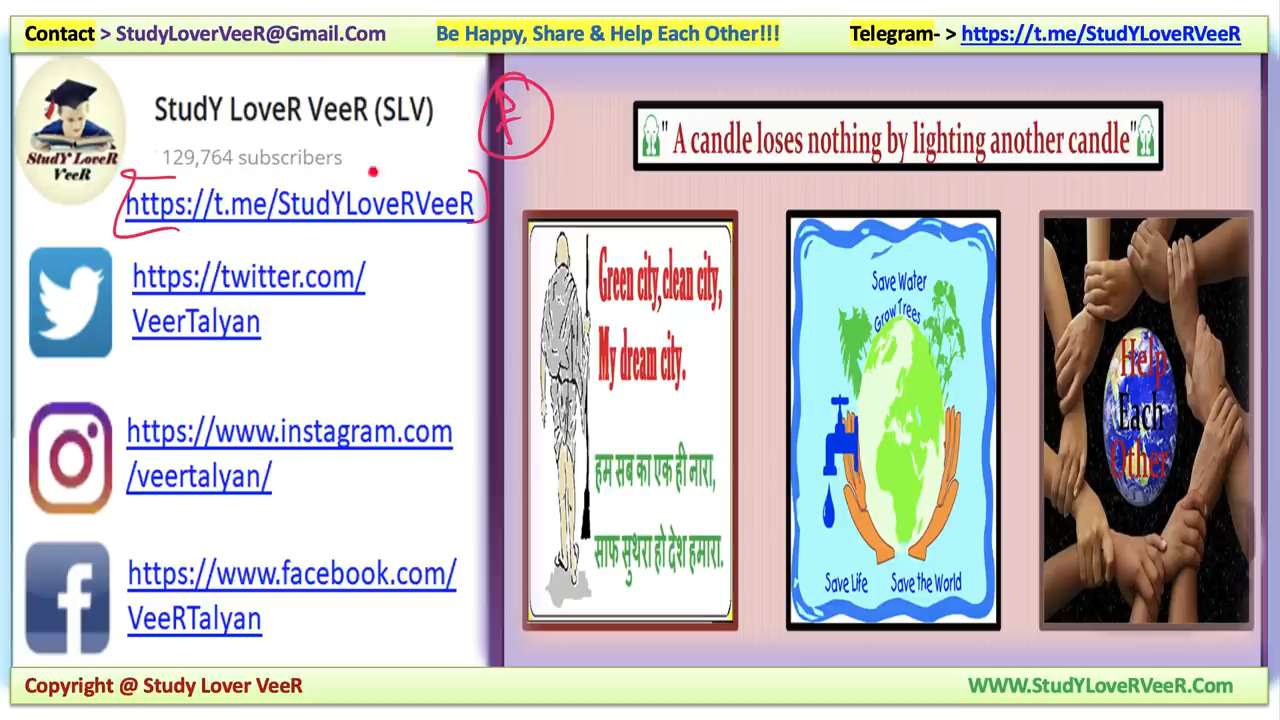 Contact > StudyLoverVeeR@Gmail.Com
Be Happy, Share & Help Each Other!!!
Telegram- > https://t.me/StudYLoveRVeeR
StudY LoveR VeeR (SLV)
129,764 subscribers
StudY LoveR
VeeR
https://t.me/StudYLoveRVeeR
https://twitter.com/
VeerTalyan
https://www.instagram.com
/veertalyan/
https://www.facebook.com/
VeeRTalyan
" A candle loses nothing by lighting another candle"
Green city, clean city,
My dream city.
हम सब का एक ही नारा,
साफ सुथरा हो देश हमारा.
Save Water
Grow Trees
Save Life
Save the World
Help
Each
Other
Copyright @ Study Lover VeeR
WWW.StudYLoveRVeeR.Com